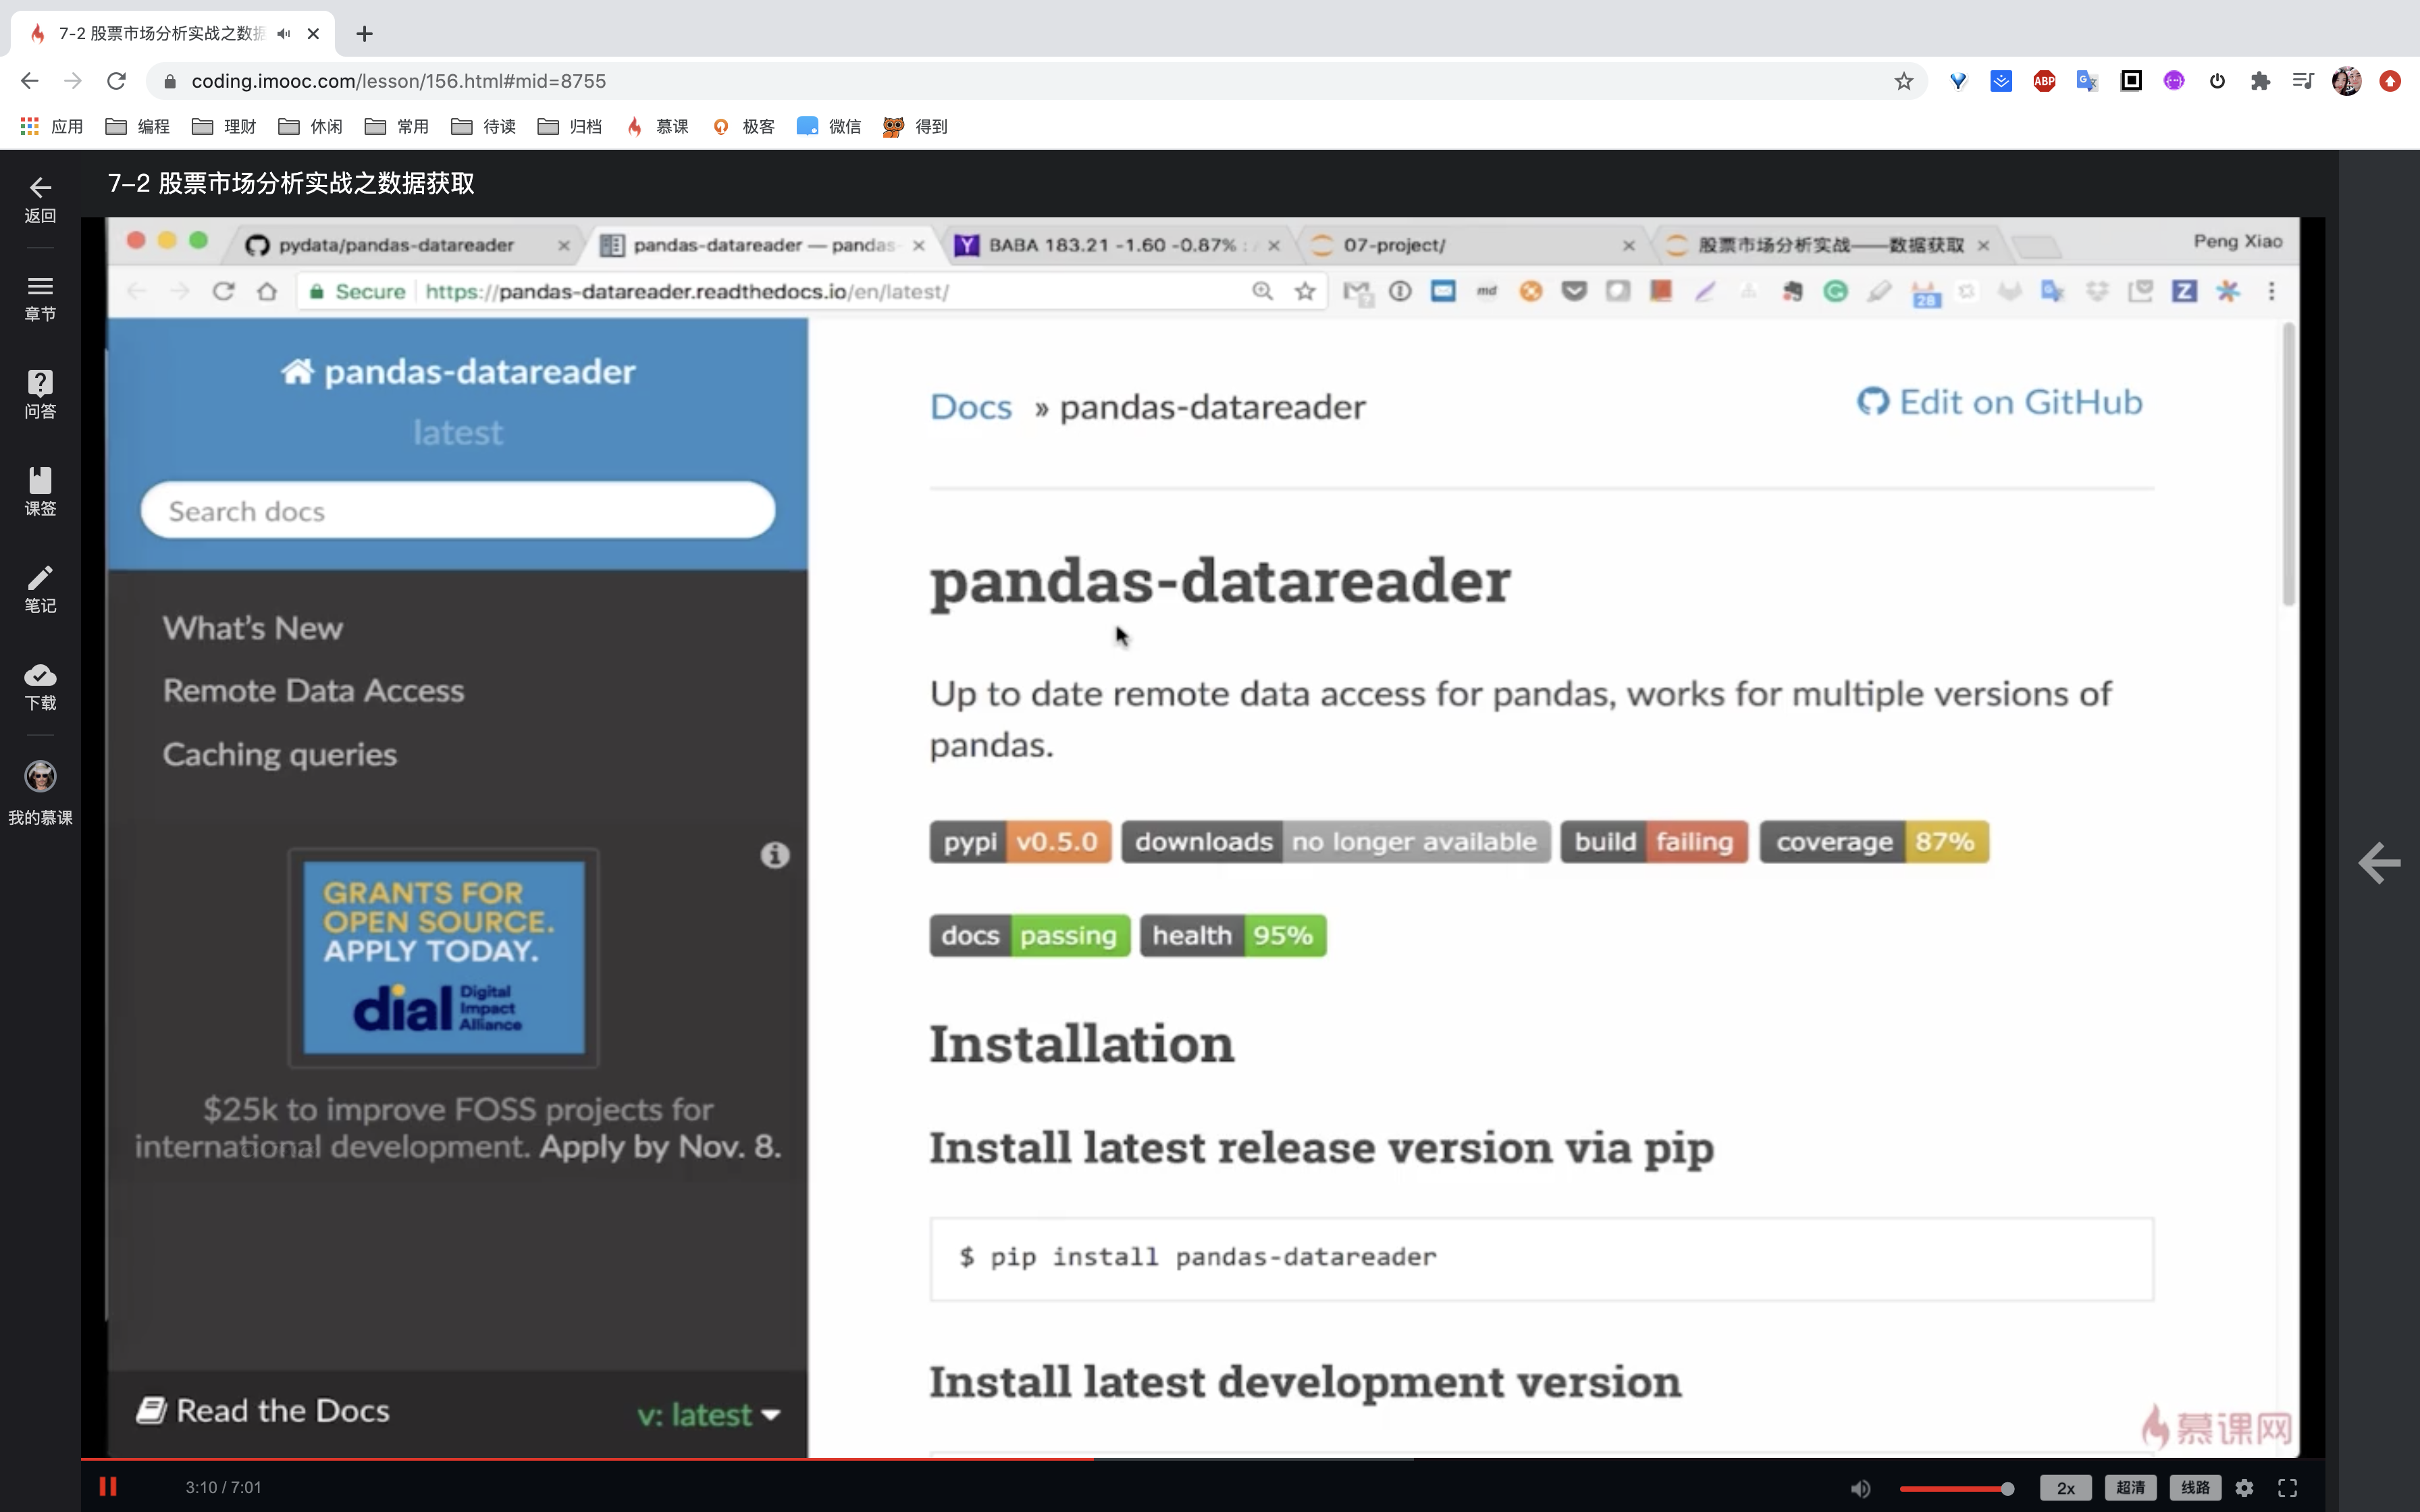 7-2 股票市场分析实战之数据
coding.imooc.com/lesson/156.html#mid=8755
ABP
应用
编程
理财
休闲
常用
待读
归档
慕课
极客
微信
得到
返回
章节
问答
课签
笔记
下载
我的慕课
7-2 股票市场分析实战之数据获取
pydata/pandas-datareader
pandas-datareader — pandas-
BABA 183.21 -1.60 -0.87% :
07-project/
股票市场分析实战——数据获取
Peng Xiao
Secure
https://pandas-datareader.readthedocs.io/en/latest/
md
28
Z
pandas-datareader
latest
Search docs
What's New
Remote Data Access
Caching queries
GRANTS FOR
OPEN SOURCE.
APPLY TODAY.
dial Digital
Impact
Alliance
$25k to improve FOSS projects for
international development. Apply by Nov. 8.
Read the Docs
v: latest
Docs » pandas-datareader
Edit on GitHub
pandas-datareader
Up to date remote data access for pandas, works for multiple versions of
pandas.
pypi v0.5.0 downloads no longer available build failing coverage 87%
docs passing health 95%
Installation
Install latest release version via pip
$ pip install pandas-datareader
Install latest development version
慕课网
3:10 / 7:01
2x
超清
线路